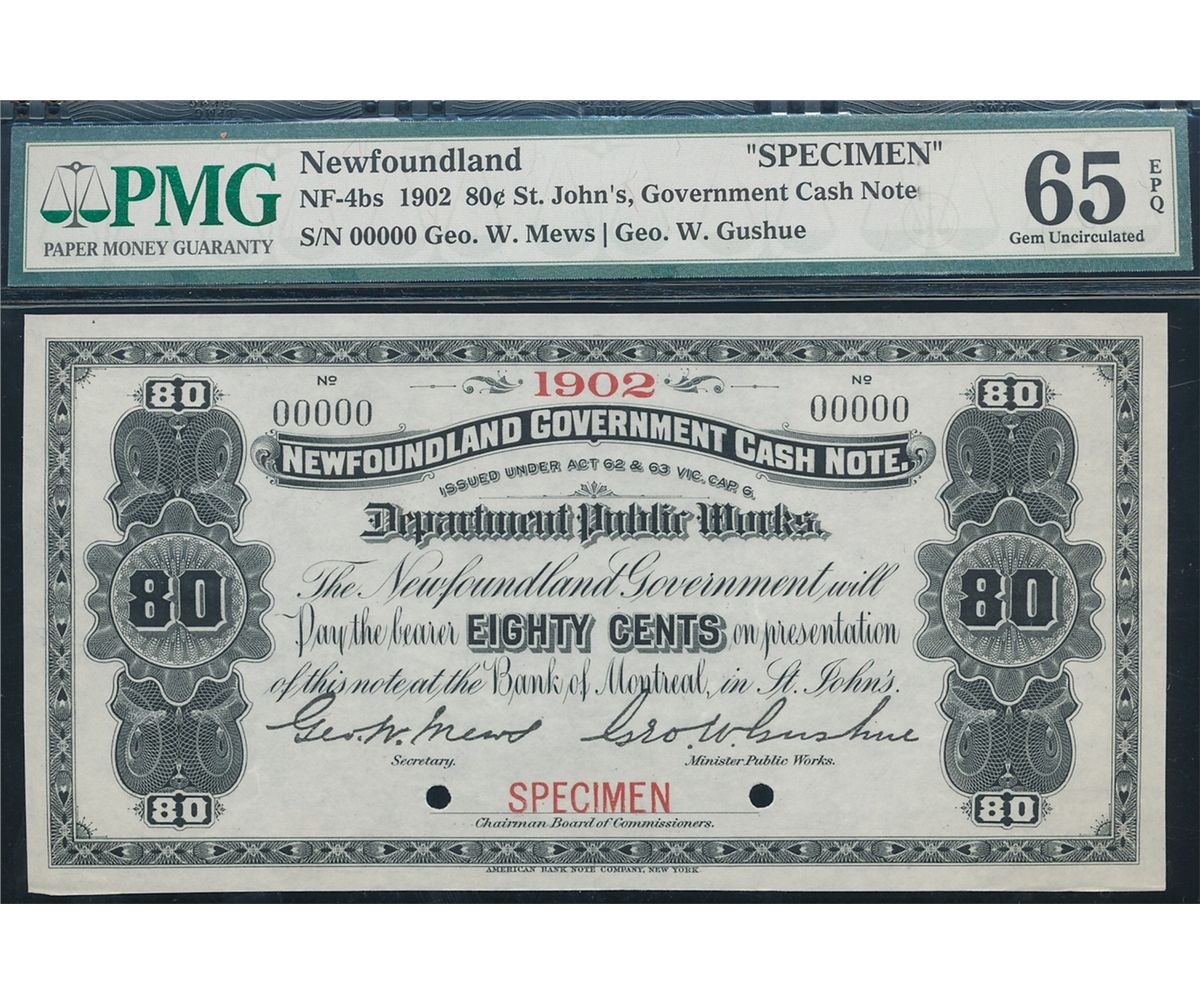 PMG
PAPER MONEY GUARANTY
Newfoundland "SPECIMEN"
NF-4bs 1902 80¢ St. John's, Government Cash Note
S/N 00000 Geo. W. Mews | Geo. W. Gushue
65 EPQ
Gem Uncirculated
80 Nº 1902 Nº 80
00000 00000
NEWFOUNDLAND GOVERNMENT CASH NOTE.
ISSUED UNDER ACT 62 & 63 VIC. CAP. 6.
Department Public Works.
The Newfoundland Government will
80 Pay the bearer EIGHTY CENTS on presentation 80
of this note at the Bank of Montreal, in St. John's.
Geo. W. Mews Geo W. Gushue
Secretary. Minister Public Works.
80 SPECIMEN 80
Chairman Board of Commissioners.
AMERICAN BANK NOTE COMPANY, NEW YORK.